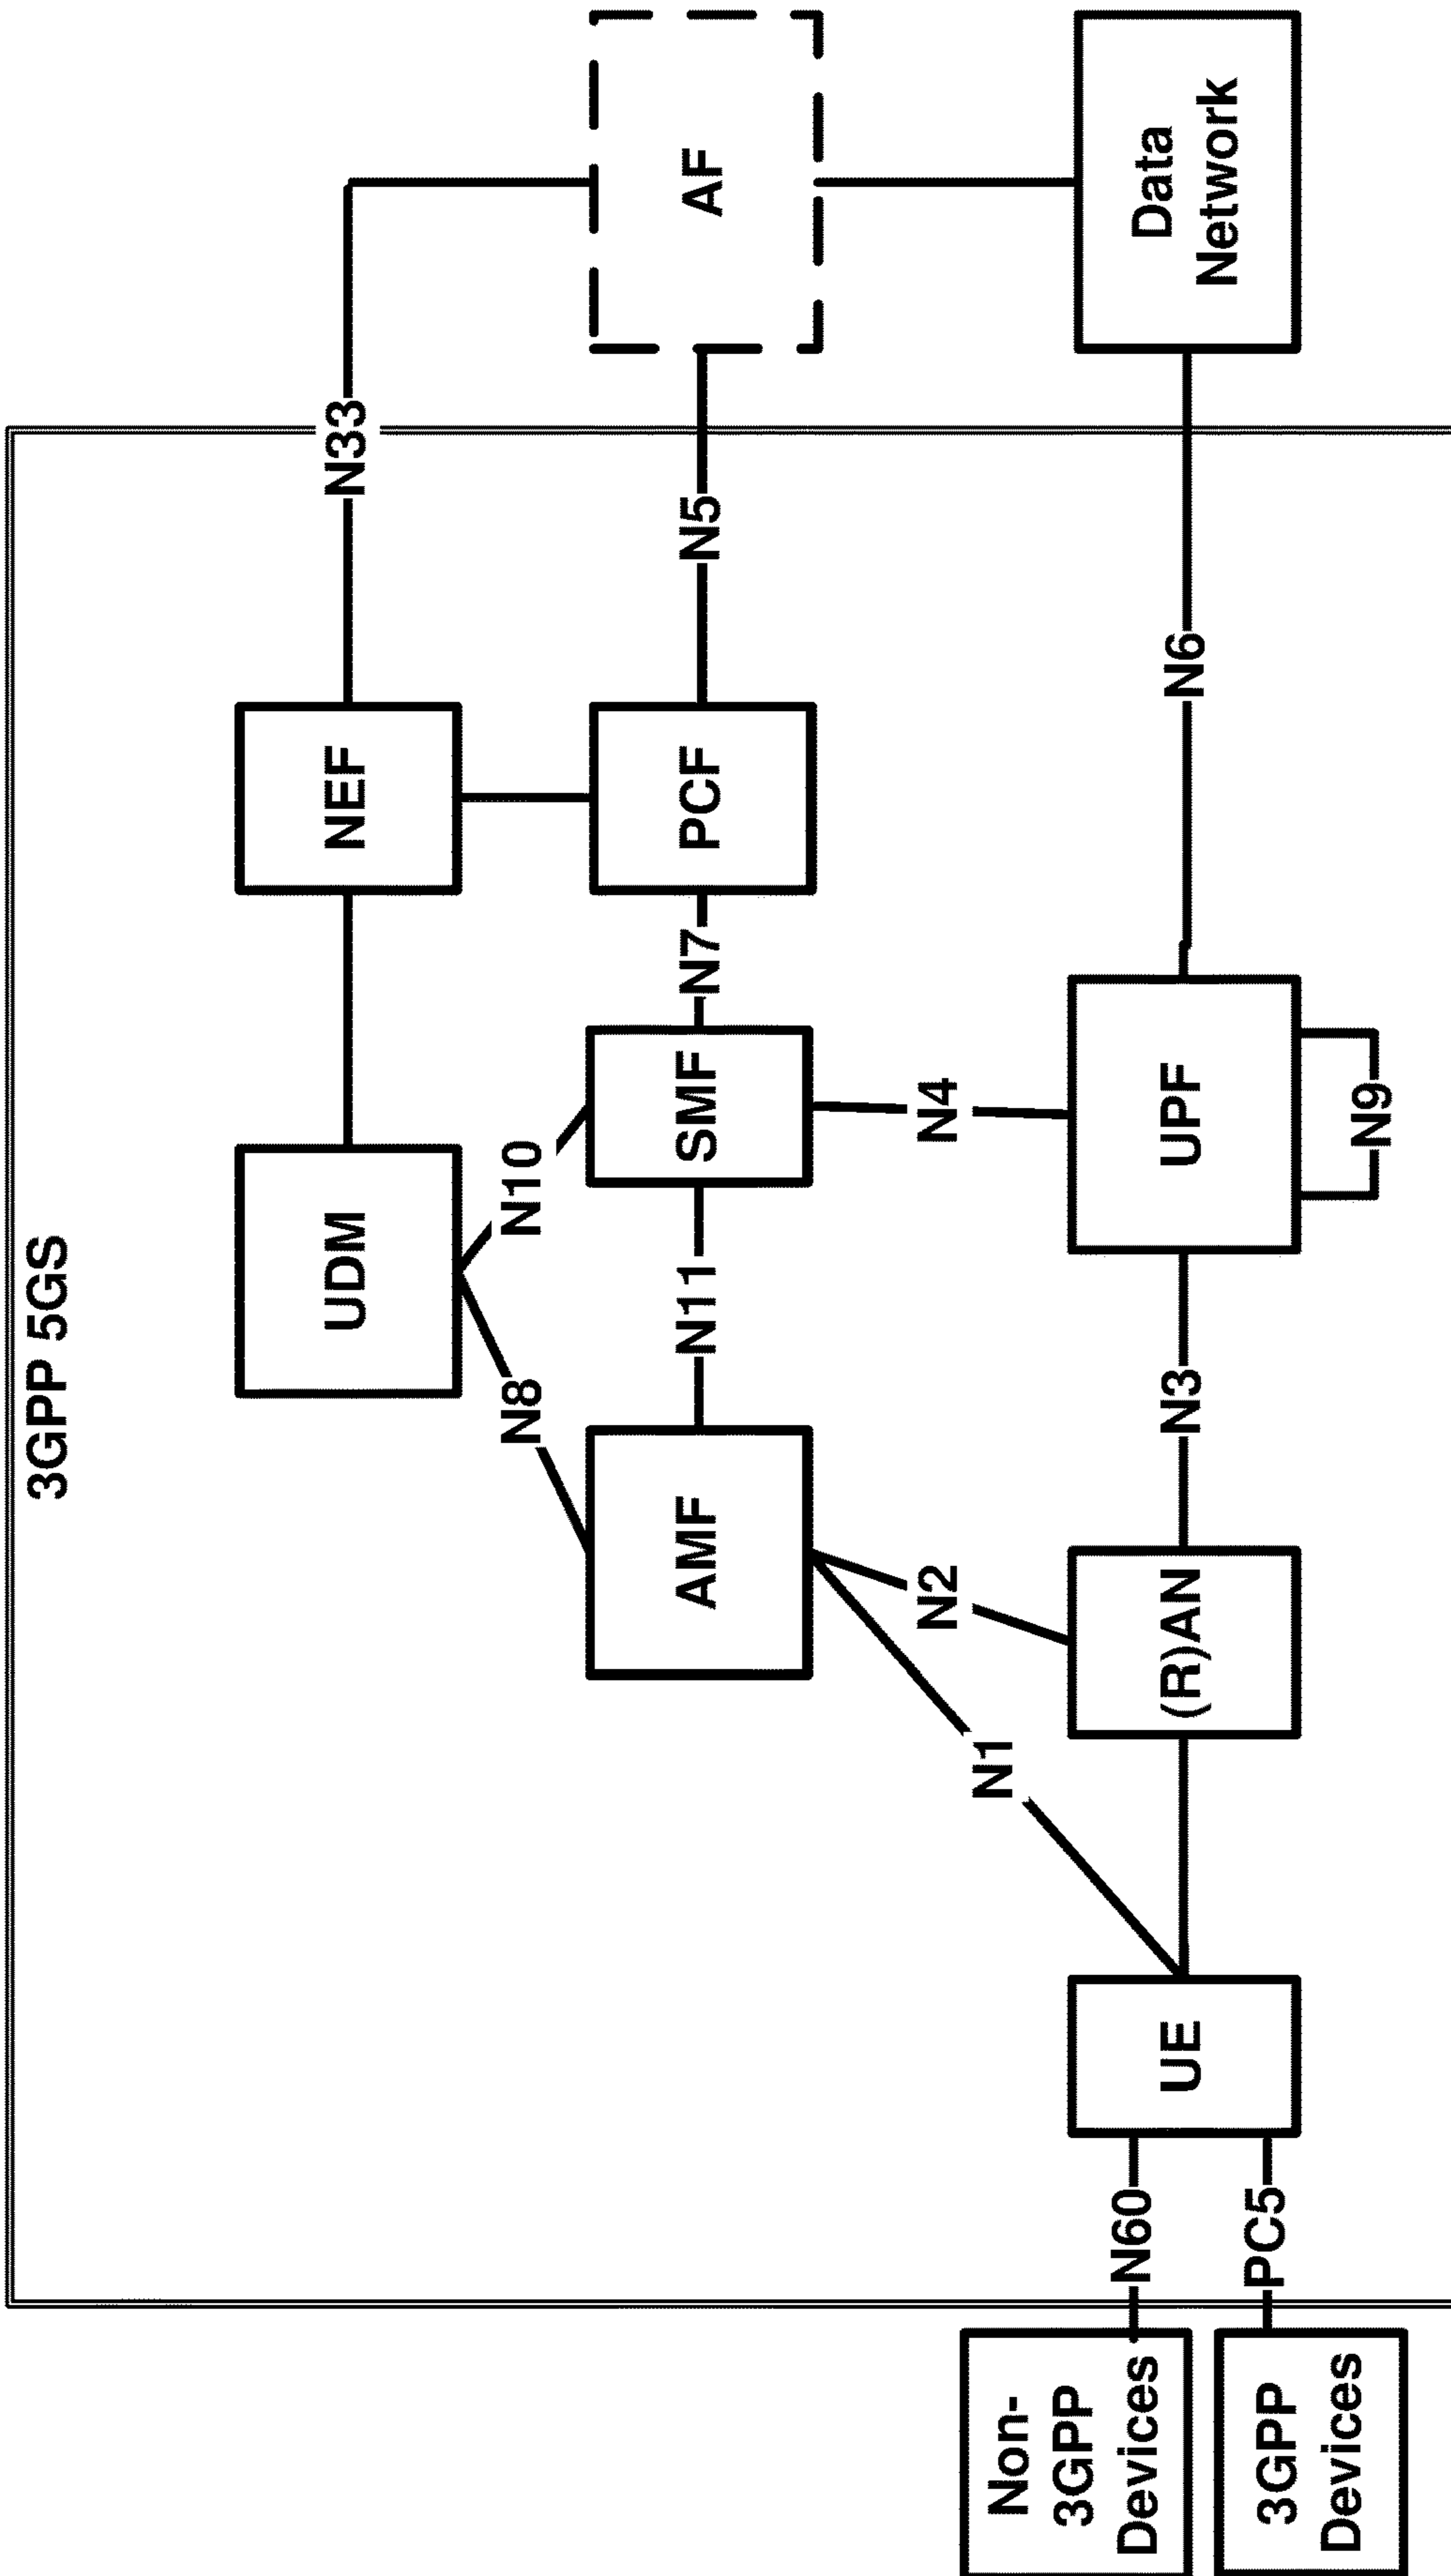 3GPP 5GS
UDM
NEF
N33
N8
N10
AMF
N11
SMF
N7
PCF
N5
AF
N1
N2
N4
Non-
3GPP
Devices
N60
3GPP
Devices
PC5
UE
(R)AN
N3
UPF
N9
N6
Data
Network